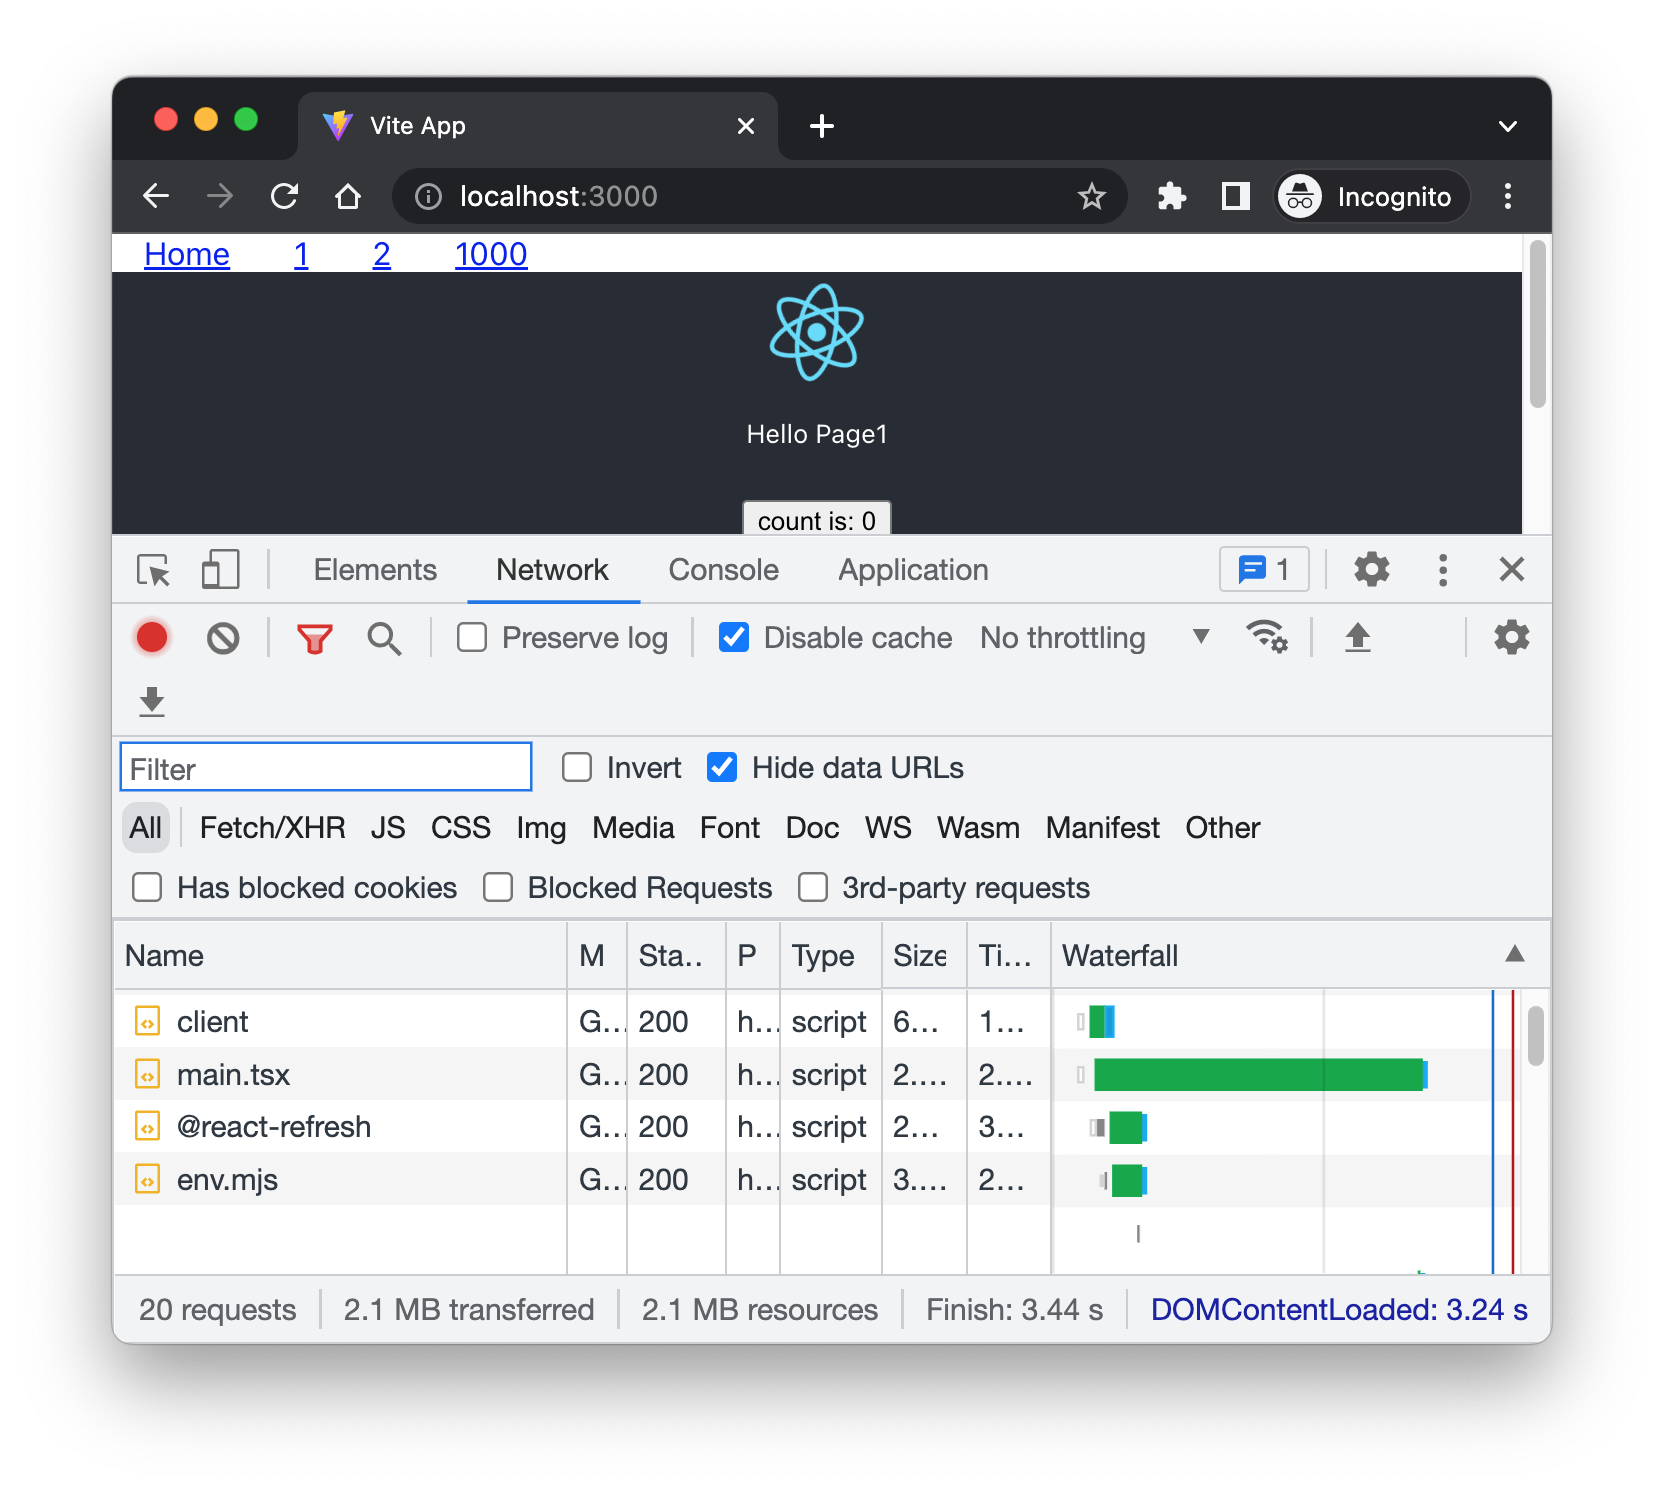 Vite App
localhost:3000
Incognito
Home 1 2 1000
Hello Page1
count is: 0
Elements Network Console Application 1
Preserve log Disable cache No throttling
Filter Invert Hide data URLs
All Fetch/XHR JS CSS Img Media Font Doc WS Wasm Manifest Other
Has blocked cookies Blocked Requests 3rd-party requests
Name M Sta.. P Type Size Ti... Waterfall
client G... 200 h... script 6... 1...
main.tsx G... 200 h... script 2.... 2....
@react-refresh G... 200 h... script 2... 3...
env.mjs G... 200 h... script 3.... 2...
20 requests 2.1 MB transferred 2.1 MB resources Finish: 3.44 s DOMContentLoaded: 3.24 s